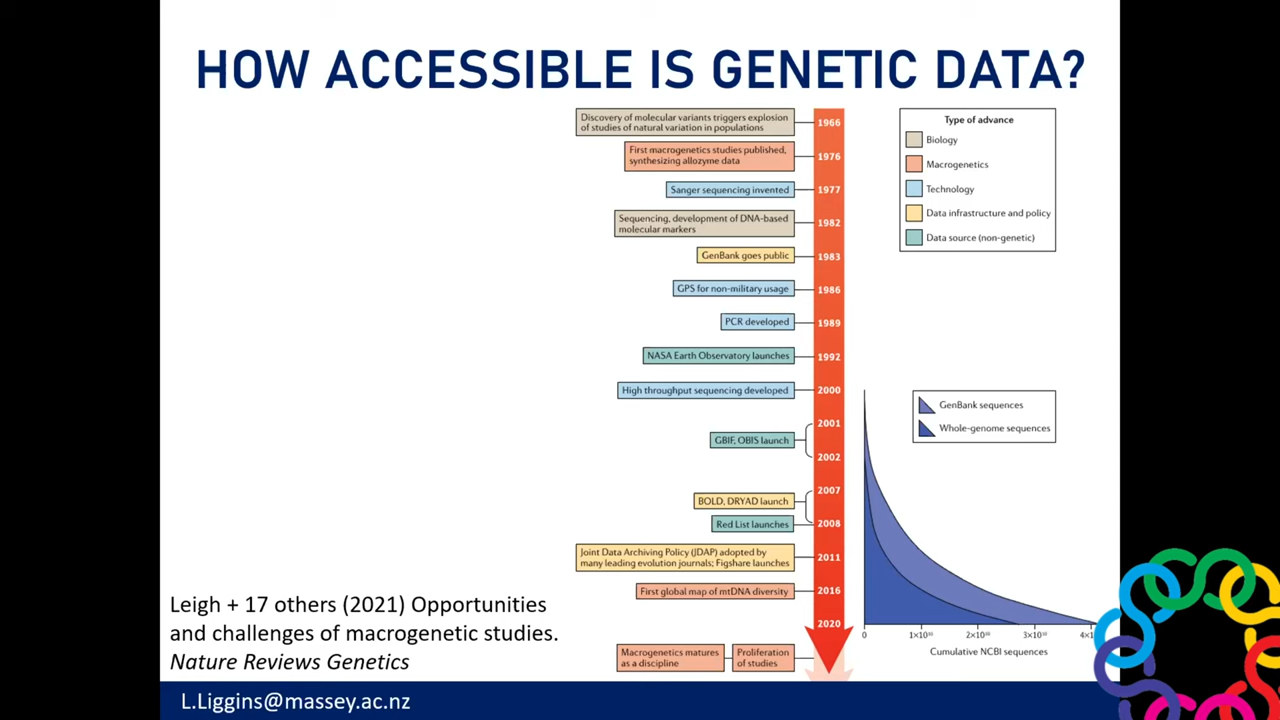 HOW ACCESSIBLE IS GENETIC DATA?
Discovery of molecular variants triggers explosion
of studies of natural variation in populations
1966
First macrogenetics studies published,
synthesizing allozyme data
1976
Sanger sequencing invented
1977
Sequencing, development of DNA-based
molecular markers
1982
GenBank goes public
1983
GPS for non-military usage
1986
PCR developed
1989
NASA Earth Observatory launches
1992
High throughput sequencing developed
2000
GBIF, OBIS launch
2001
2002
BOLD, DRYAD launch
2007
Red List launches
2008
Joint Data Archiving Policy (JDAP) adopted by
many leading evolution journals; Figshare launches
2011
First global map of mtDNA diversity
2016
2020
Macrogenetics matures
as a discipline
Proliferation
of studies
Type of advance
Biology
Macrogenetics
Technology
Data infrastructure and policy
Data source (non-genetic)
GenBank sequences
Whole-genome sequences
0
Cumulative NCBI sequences
Leigh + 17 others (2021) Opportunities
and challenges of macrogenetic studies.
Nature Reviews Genetics
L.Liggins@massey.ac.nz